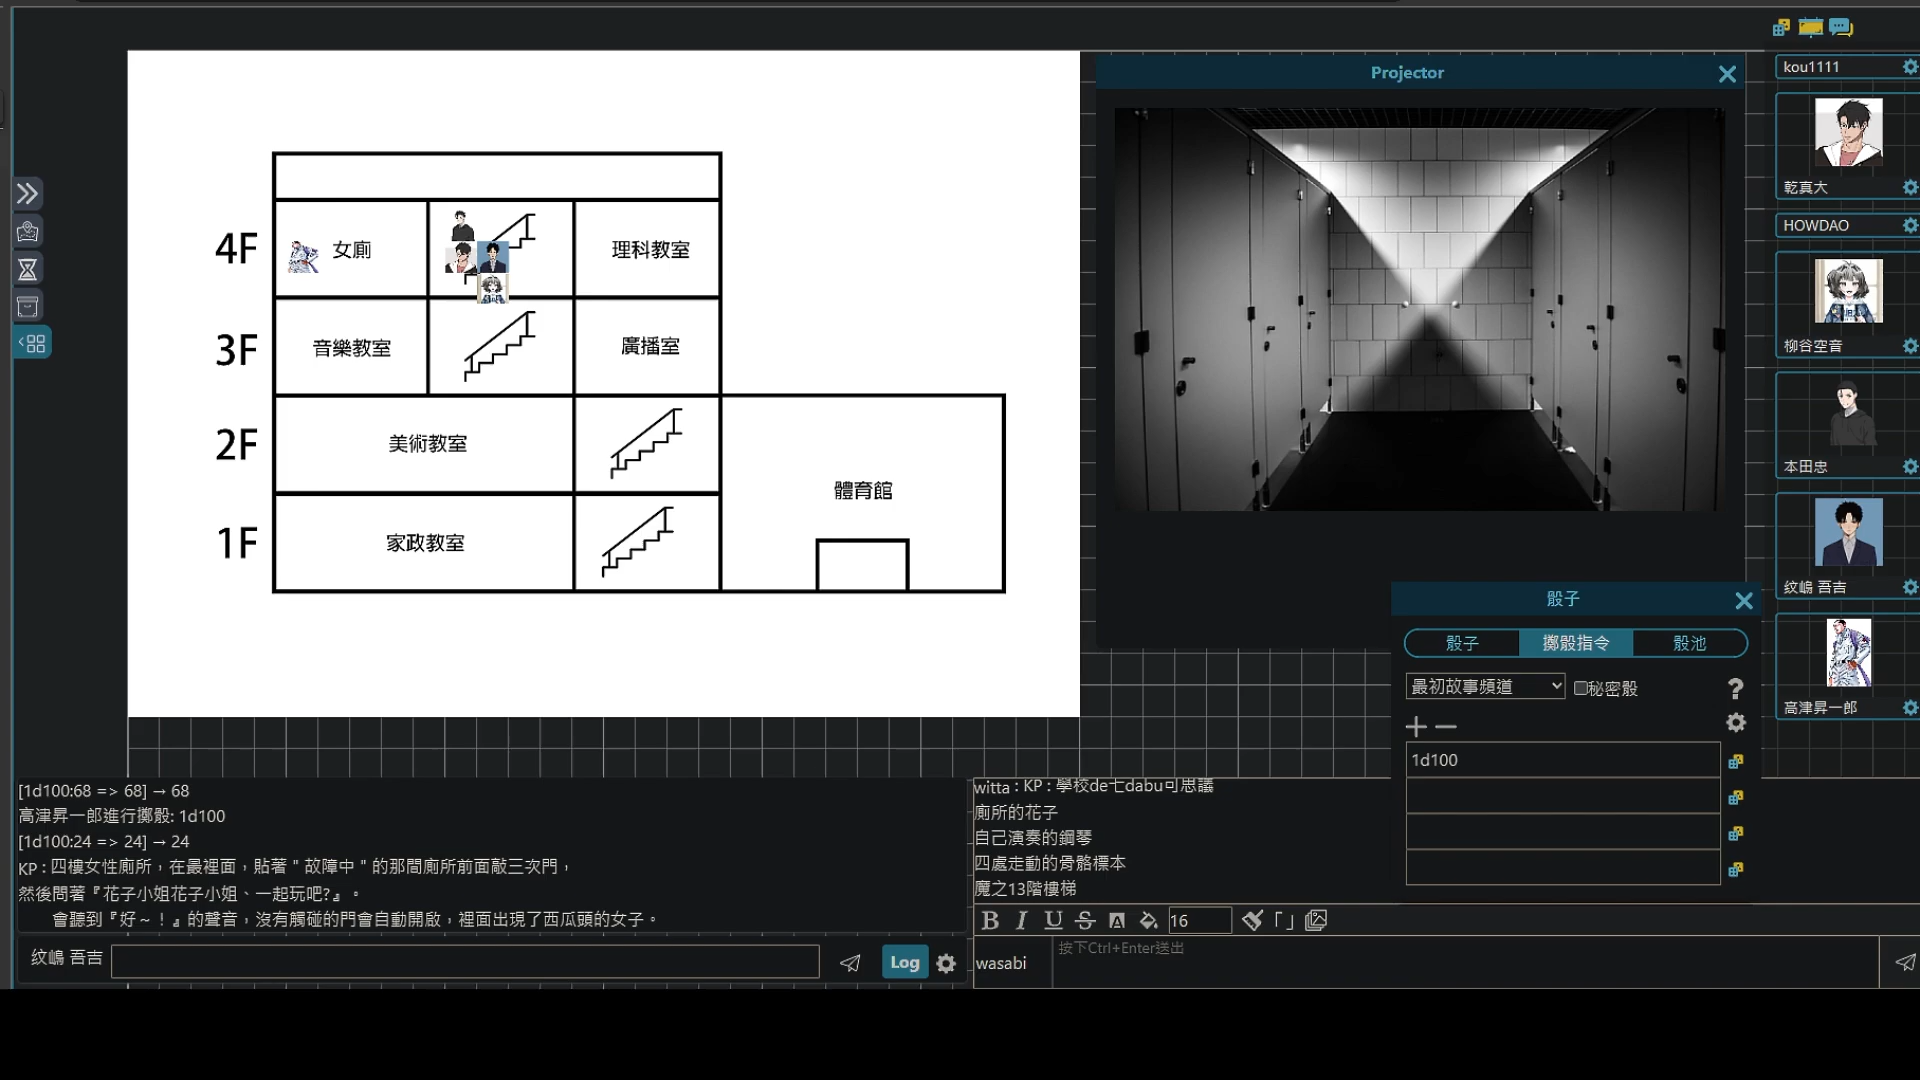 Projector
kou1111
乾真大
HOWDAO
柳谷空音
本田忠
纹嶋 吾吉
高津昇一郎
4F
女廁
理科教室
3F
音樂教室
廣播室
2F
美術教室
體育館
1F
家政教室
骰子
骰子
擲骰指令
骰池
最初故事頻道
秘密骰
?
1d100
[1d100:68 => 68] → 68
高津昇一郎進行擲骰: 1d100
[1d100:24 => 24] → 24
KP : 四樓女性廁所，在最裡面，貼著 " 故障中 " 的那間廁所前面敲三次門，
然後問著『花子小姐花子小姐、一起玩吧?』。
會聽到『好～！』的聲音，沒有觸碰的門會自動開啟，裡面出現了西瓜頭的女子。
纹嶋 吾吉
Log
witta : KP : 學校de七dabu可思議
廁所的花子
自己演奏的鋼琴
四處走動的骨骼標本
魔之13階樓梯
B I U S A 16 「」
wasabi
按下Ctrl+Enter送出